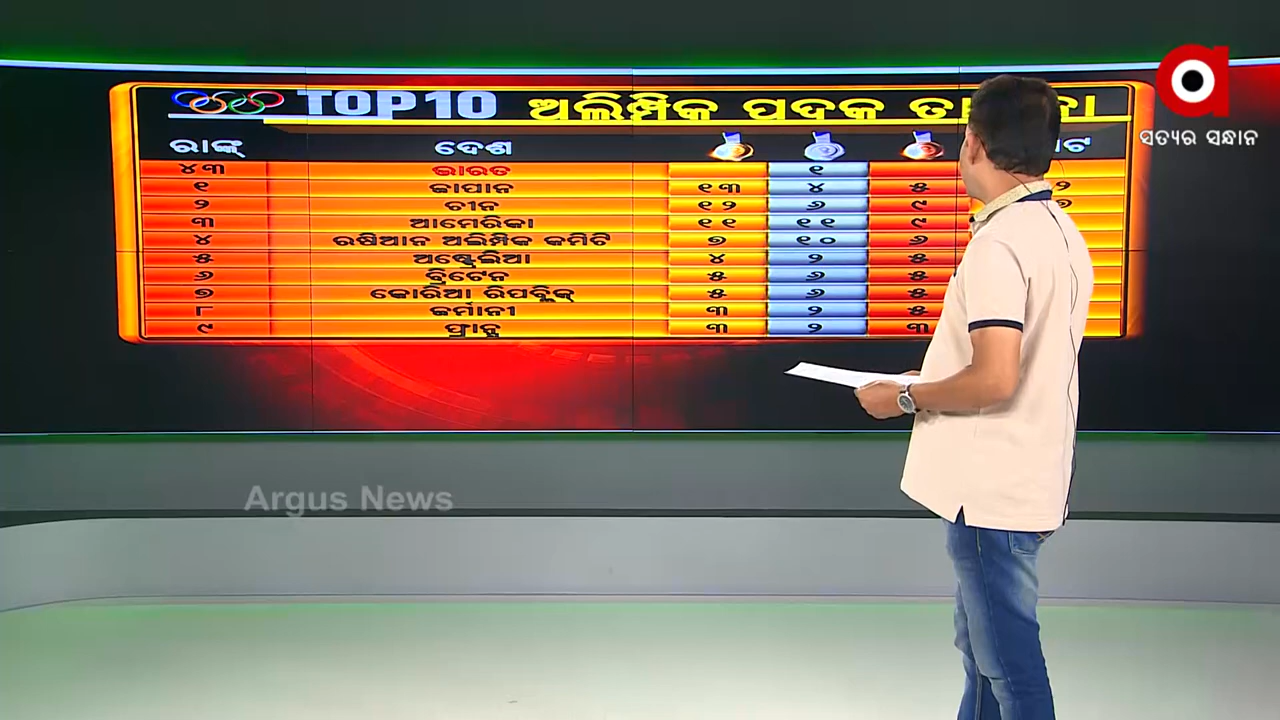 TOP 10 ଅଲିମ୍ପିକ ପଦକ
ସତ୍ୟର ସନ୍ଧାନ
ରାଙ୍କ୍ ଦେଶ
୪୩ ଭାରତ ୧
୧ ଜାପାନ ୧୩ ୪ ୫
୨ ଚୀନ ୧୨ ୬ ୯
୩ ଆମେରିକା ୧୧ ୧୧ ୯
୪ ଋଷିଆନ ଅଲିମ୍ପିକ କମିଟି ୭ ୧୦ ୬
୫ ଅଷ୍ଟ୍ରେଲିଆ ୪ ୨ ୫
୬ ବ୍ରିଟେନ ୫ ୬ ୫
୭ କୋରିଆ ରିପବ୍ଲିକ୍ ୫ ୬ ୫
୮ ଜର୍ମାନୀ ୩ ୨ ୫
୯ ଫ୍ରାନ୍ସ ୩ ୨ ୩
Argus News